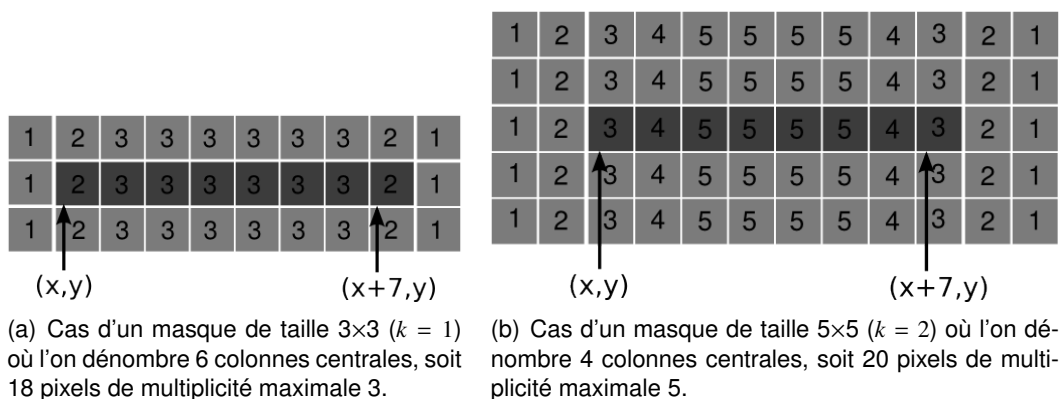 1 2 3 3 3 3 3 3 2 1
1 2 3 3 3 3 3 3 2 1
1 2 3 3 3 3 3 3 2 1
(x,y) (x+7,y)
(a) Cas d'un masque de taille 3×3 (k = 1)
où l'on dénombre 6 colonnes centrales, soit
18 pixels de multiplicité maximale 3.
1 2 3 4 5 5 5 5 4 3 2 1
1 2 3 4 5 5 5 5 4 3 2 1
1 2 3 4 5 5 5 5 4 3 2 1
1 2 3 4 5 5 5 5 4 3 2 1
1 2 3 4 5 5 5 5 4 3 2 1
(x,y) (x+7,y)
(b) Cas d'un masque de taille 5×5 (k = 2) où l'on dé-
nombre 4 colonnes centrales, soit 20 pixels de multi-
plicité maximale 5.